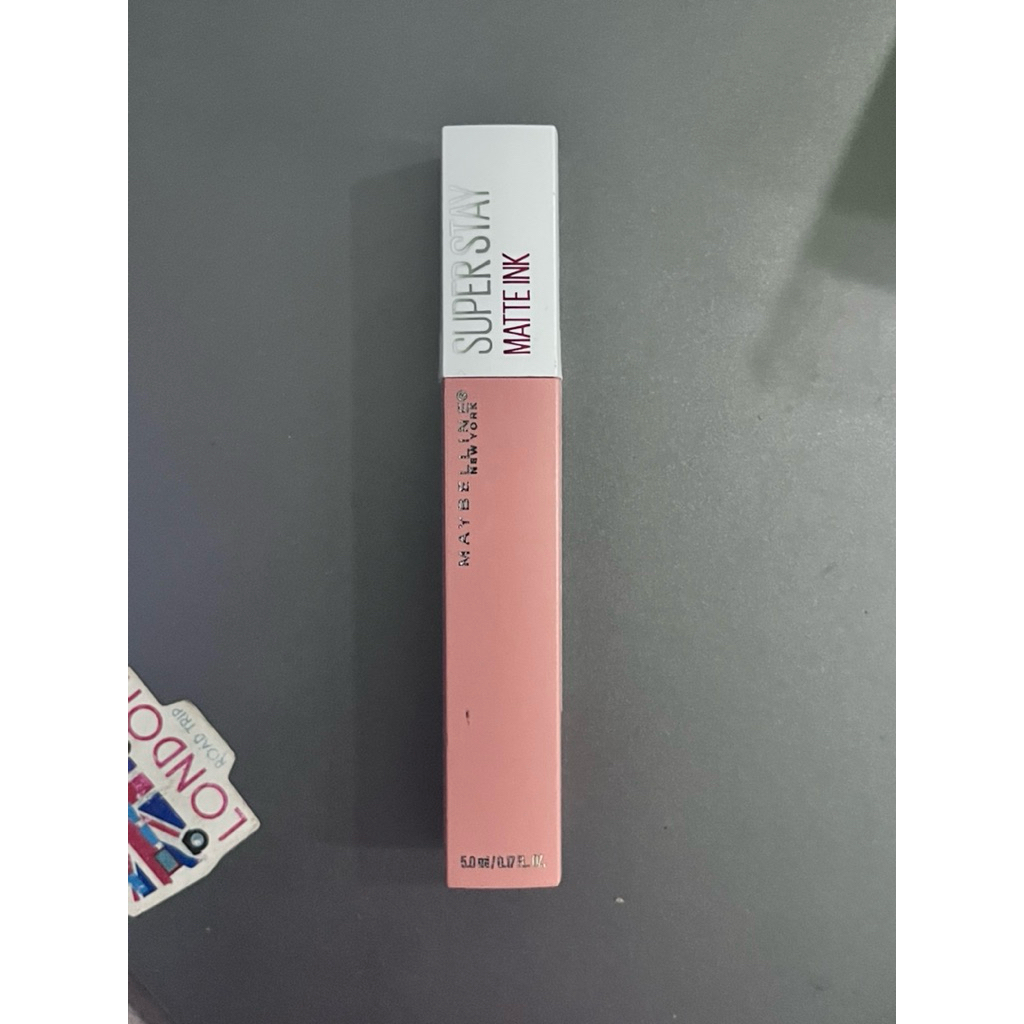 SUPER STAY
MATTE INK
MAYBELLINE®
NEW YORK
5.0 ml / 0.17 FL. OZ.
LONDON
ROAD TRIP